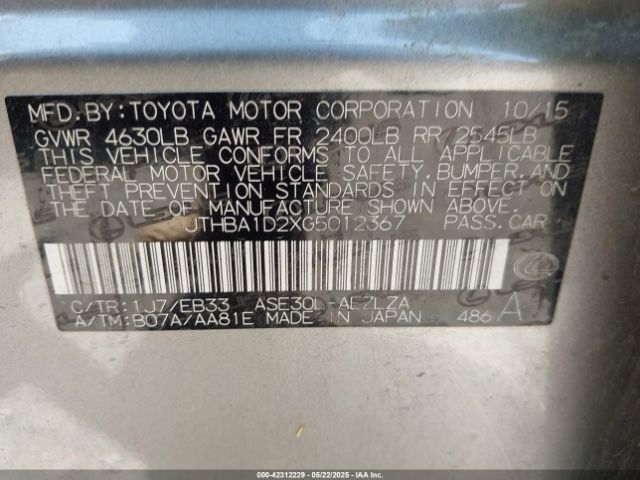 MFD.BY:TOYOTA MOTOR CORPORATION 10/15
GVWR 4630LB GAWR FR 2400LB RR 2545LB
THIS VEHICLE CONFORMS TO ALL APPLICABLE
FEDERAL MOTOR VEHICLE SAFETY,BUMPER,AND
THEFT PREVENTION STANDARDS IN EFFECT ON
THE DATE OF MANUFACTURE SHOWN ABOVE.
JTHBA1D2XG5012367 PASS.CAR
C/TR:1J7/EB33 ASE30L-AEZLZA
A/TM:B07A/AA81E MADE IN JAPAN 486 A
000-42312229 - 05/22/2025 - IAAI.COM